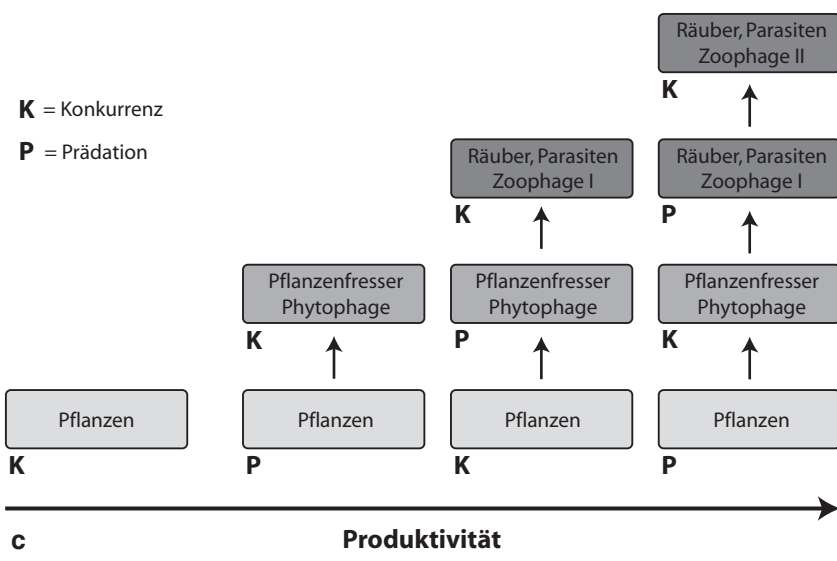 Räuber, Parasiten
Zoophage II
K = Konkurrenz
K
P = Prädation
Räuber, Parasiten
Zoophage I
Räuber, Parasiten
Zoophage I
K
P
Pflanzenfresser
Phytophage
Pflanzenfresser
Phytophage
Pflanzenfresser
Phytophage
K
P
K
Pflanzen
Pflanzen
Pflanzen
Pflanzen
K
P
K
P
c
Produktivität